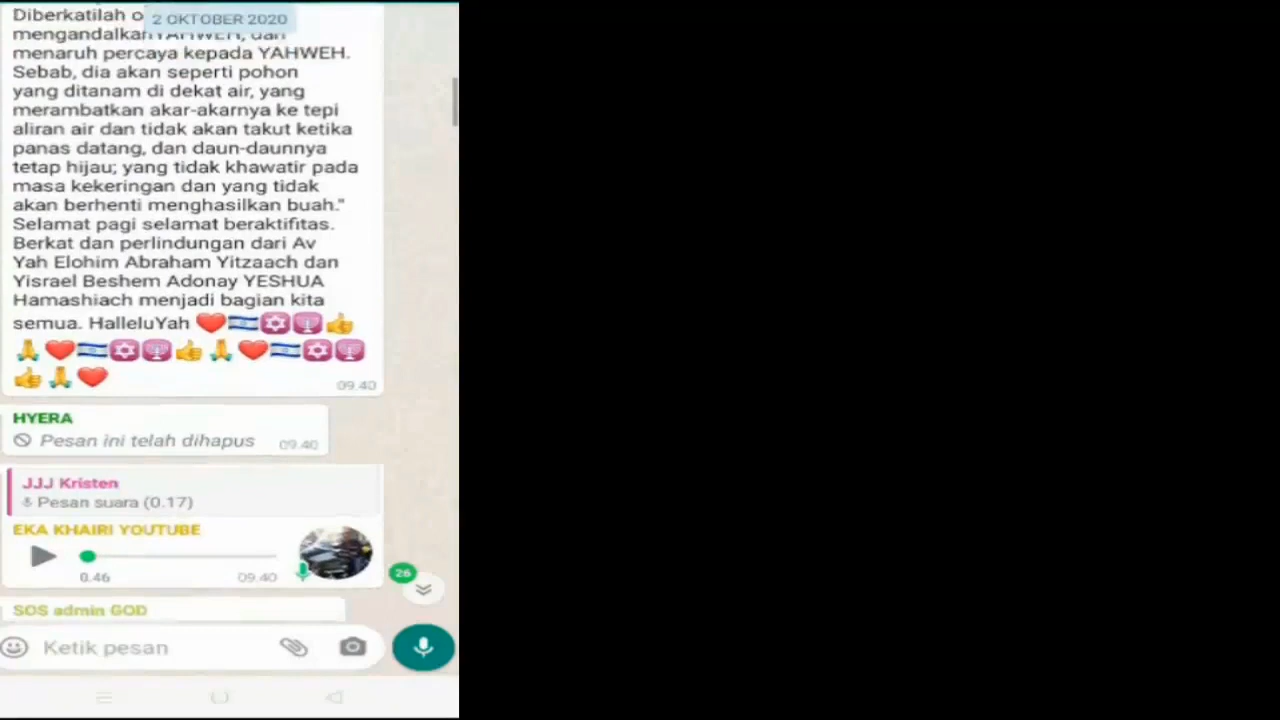 Diberkatilah
2 OKTOBER 2020
mengandalkan YAHWEH, dan
menaruh percaya kepada YAHWEH.
Sebab, dia akan seperti pohon
yang ditanam di dekat air, yang
merambatkan akar-akarnya ke tepi
aliran air dan tidak akan takut ketika
panas datang, dan daun-daunnya
tetap hijau; yang tidak khawatir pada
masa kekeringan dan yang tidak
akan berhenti menghasilkan buah."
Selamat pagi selamat beraktifitas.
Berkat dan perlindungan dari Av
Yah Elohim Abraham Yitzaach dan
Yisrael Beshem Adonay YESHUA
Hamashiach menjadi bagian kita
semua. HalleluYah ❤️🇮🇱🔯🕎👍
🙏❤️🇮🇱🔯🕎👍🙏❤️🇮🇱🔯🕎
👍🙏❤️
09.40
HYERA
Pesan ini telah dihapus 09.40
JJJ Kristen
Pesan suara (0.17)
EKA KHAIRI YOUTUBE
0.46 09.40
26
SOS admin GOD
Ketik pesan